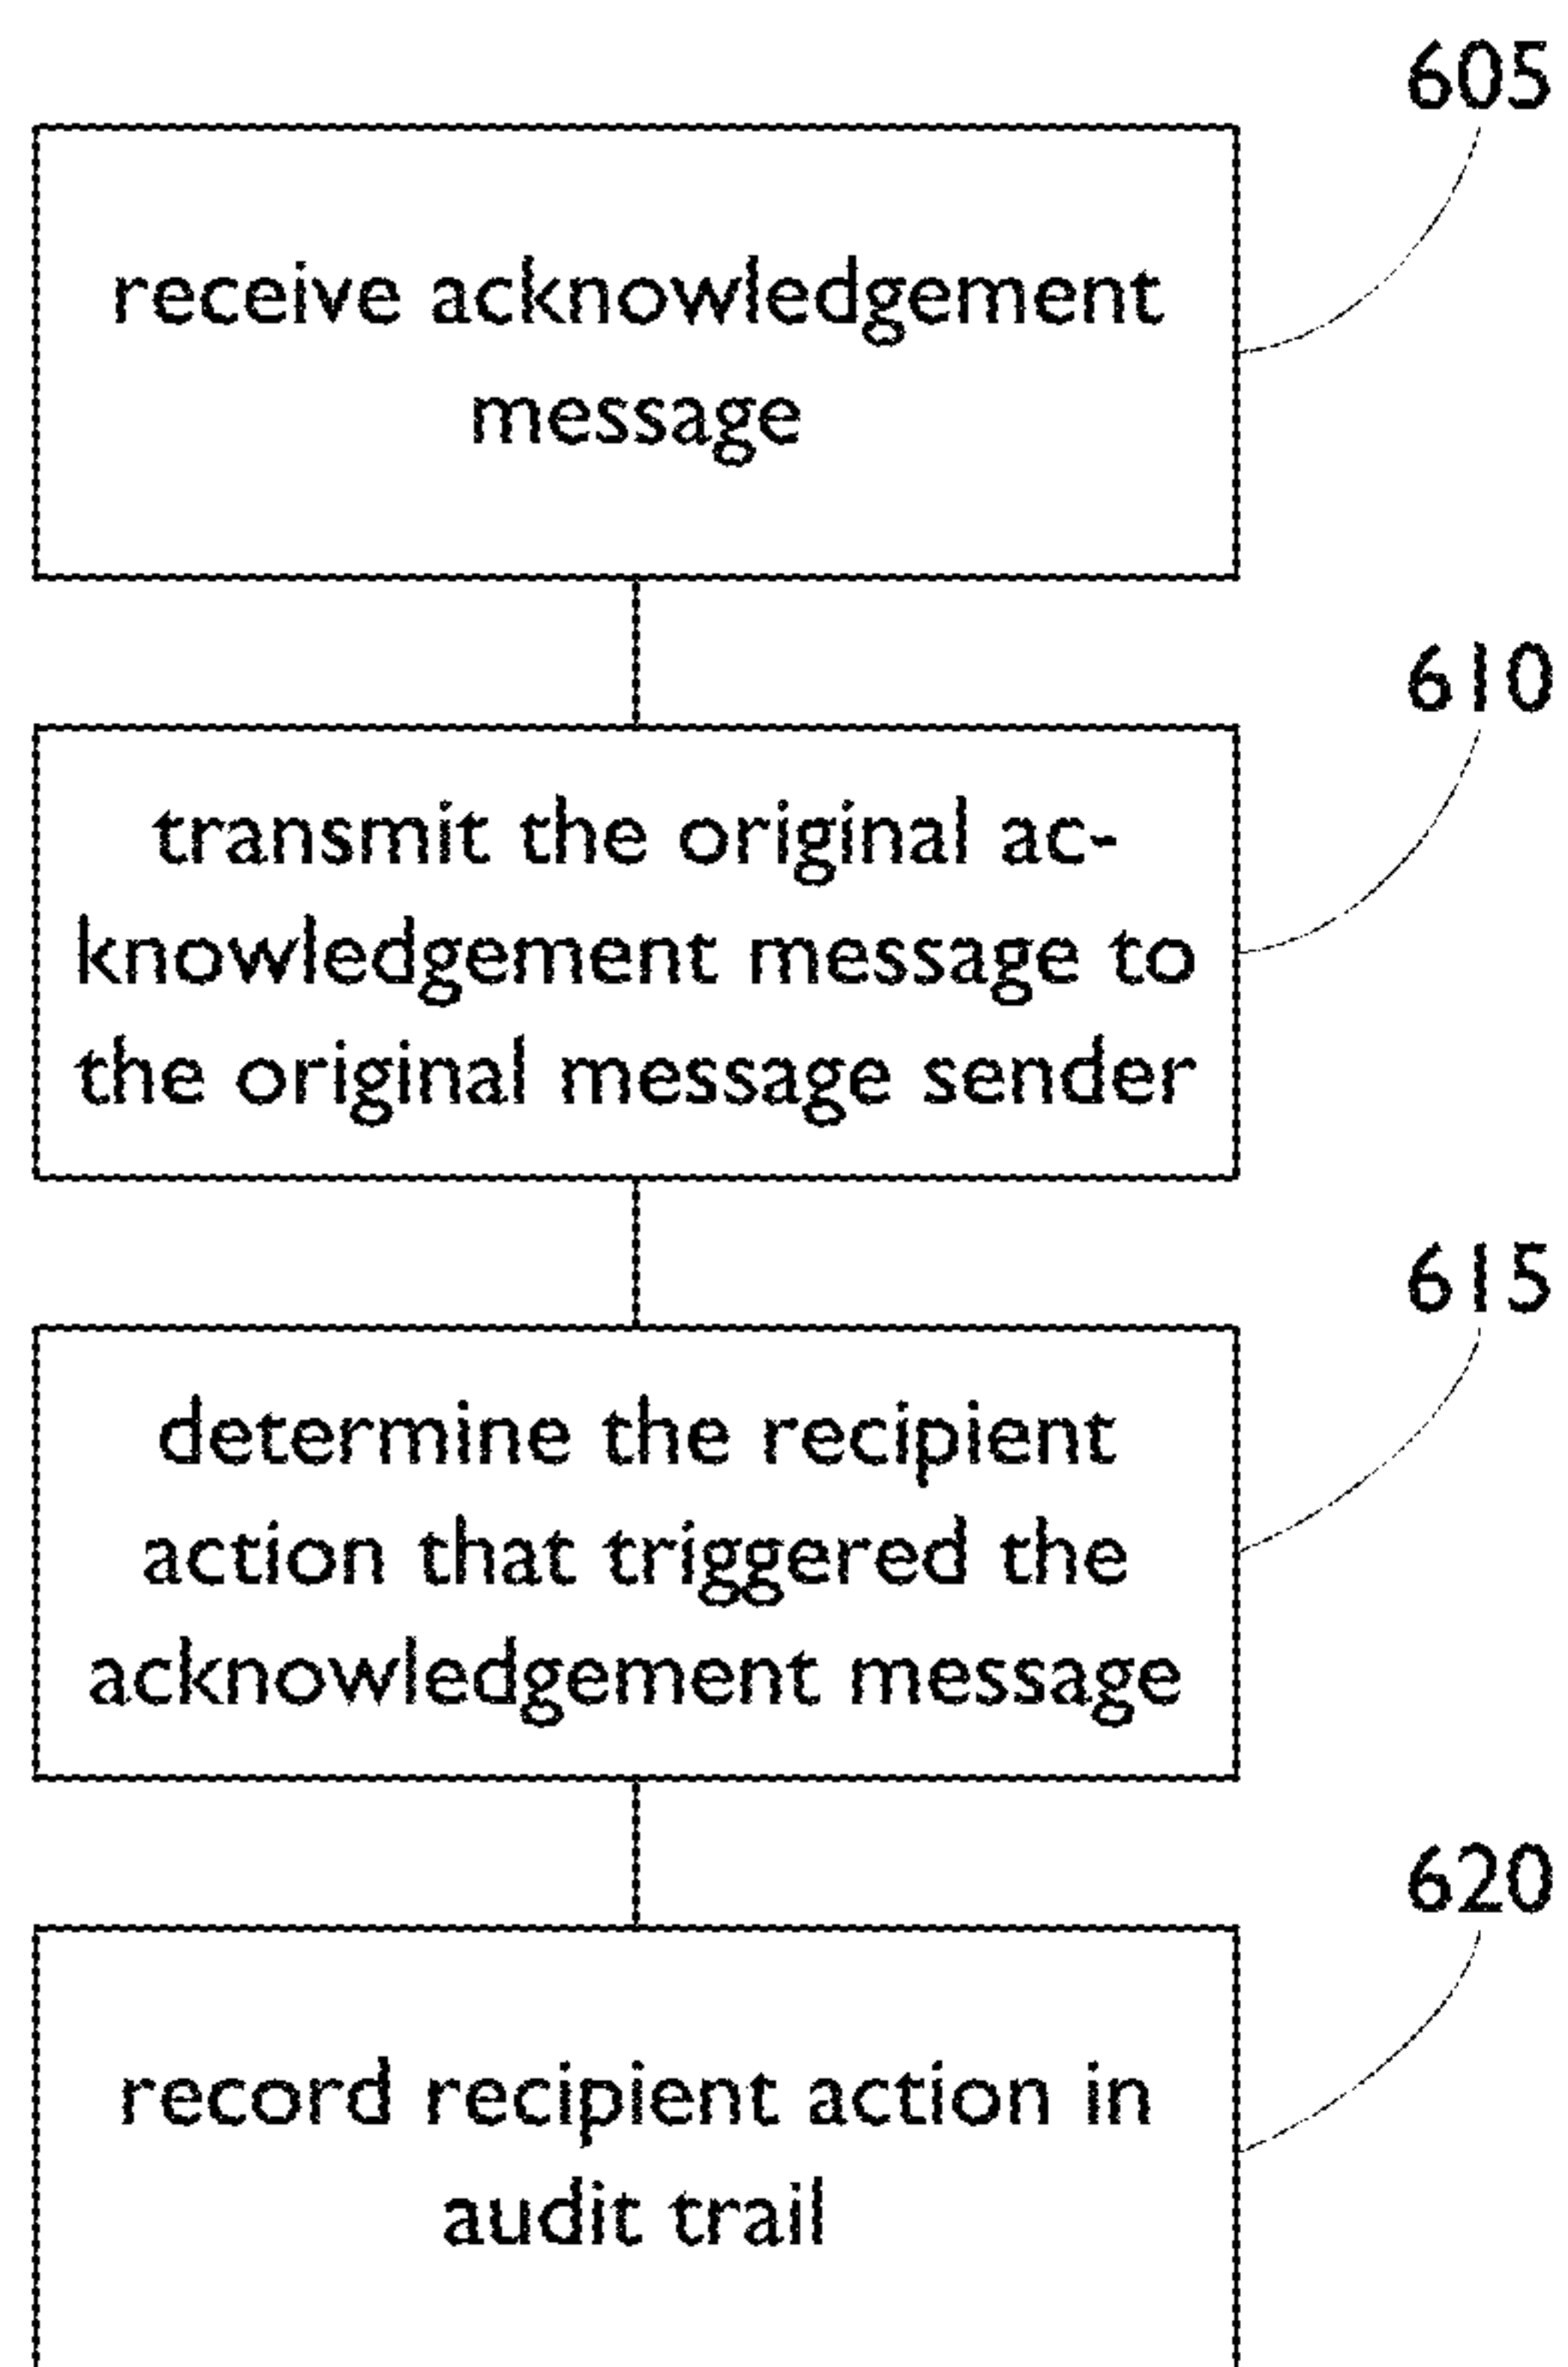 605
receive acknowledgement
message
610
transmit the original ac-
knowledgement message to
the original message sender
615
determine the recipient
action that triggered the
acknowledgement message
620
record recipient action in
audit trail